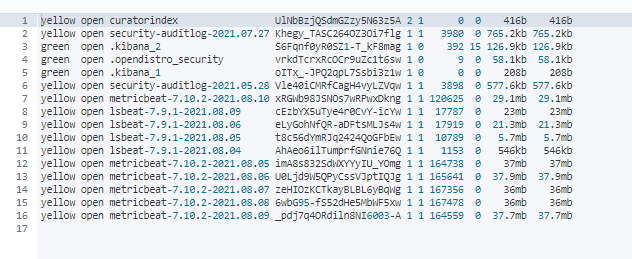 1 yellow open curatorindex UlNbBzjQSdmGZzy5N63z5A 2 1 0 0 416b 416b
2 yellow open security-auditlog-2021.07.27 Khegy_TASC264OZ3Oi7flg 1 1 3980 0 765.2kb 765.2kb
3 green open .kibana_2 S6Fqnf0yR0SZ1-T_kF8mag 1 0 392 15 126.9kb 126.9kb
4 green open .opendistro_security vrkdTcrxRcOCr9uZc1t6sw 1 0 9 0 58.1kb 58.1kb
5 green open .kibana_1 oITx_-JPQ2qpL7Ssbi3z1w 1 0 0 0 208b 208b
6 yellow open security-auditlog-2021.05.28 Vle40iCMRfCagH4vyLZVqw 1 1 3898 0 577.6kb 577.6kb
7 yellow open metricbeat-7.10.2-2021.08.10 xRGWb98JSNOs7wRPwxDkng 1 1 120625 0 29.1mb 29.1mb
8 yellow open lsbeat-7.9.1-2021.08.09 cEzbYX5uTye4r0CvY-icYw 1 1 17787 0 23mb 23mb
9 yellow open lsbeat-7.9.1-2021.08.06 eLyGohNfQR-aDFtsMLJs4w 1 1 17919 0 21.3mb 21.3mb
10 yellow open lsbeat-7.9.1-2021.08.05 t8cS6dYmRJq2424QdGFbEw 1 1 10789 0 5.7mb 5.7mb
11 yellow open lsbeat-7.9.1-2021.08.04 AhAeo6ilTumprfGNnie76Q 1 1 1153 0 546kb 546kb
12 yellow open metricbeat-7.10.2-2021.08.05 imA8s832SdWXYYyIU_YOmg 1 1 164738 0 37mb 37mb
13 yellow open metricbeat-7.10.2-2021.08.06 U0Ljd9W5QPyCssVJptIQJg 1 1 165641 0 37.9mb 37.9mb
14 yellow open metricbeat-7.10.2-2021.08.07 zeHIOzKCTkayBLBL6yBqWg 1 1 167356 0 36mb 36mb
15 yellow open metricbeat-7.10.2-2021.08.08 6wbG95-fS52dHe5MbWF5xw 1 1 167478 0 36mb 36mb
16 yellow open metricbeat-7.10.2-2021.08.09 _pdj7q4ORdiln8NI6003-A 1 1 164559 0 37.7mb 37.7mb
17